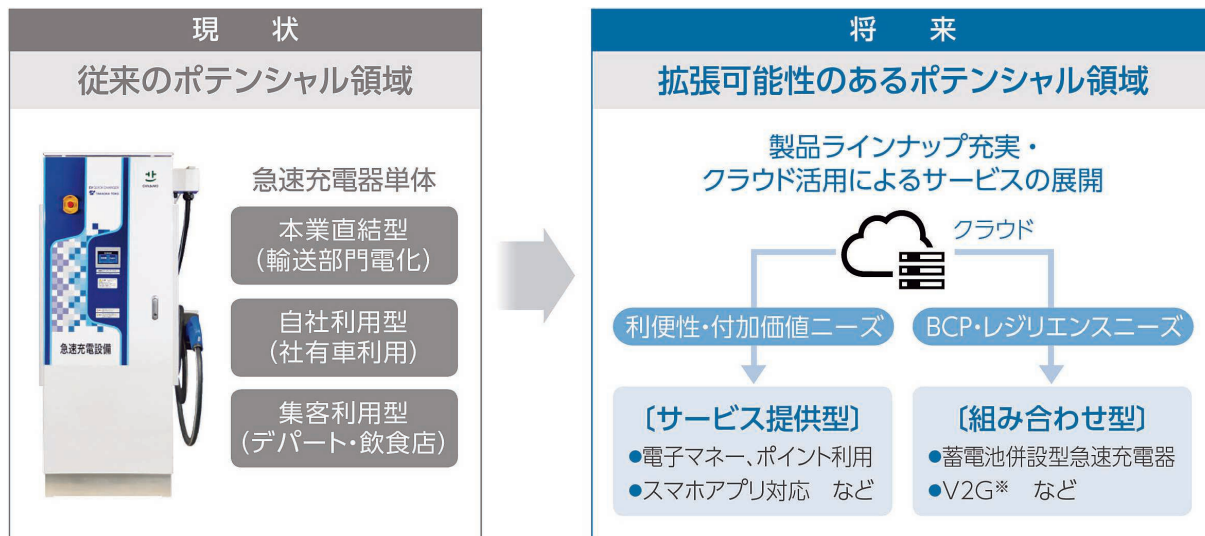 現 状
従来のポテンシャル領域
急速充電器単体
本業直結型
(輸送部門電化)
自社利用型
(社有車利用)
集客利用型
(デパート・飲食店)
急速充電設備
将 来
拡張可能性のあるポテンシャル領域
製品ラインナップ充実・
クラウド活用によるサービスの展開
クラウド
利便性・付加価値ニーズ
BCP・レジリエンスニーズ
〔サービス提供型〕
●電子マネー、ポイント利用
●スマホアプリ対応 など
〔組み合わせ型〕
●蓄電池併設型急速充電器
●V2G※ など